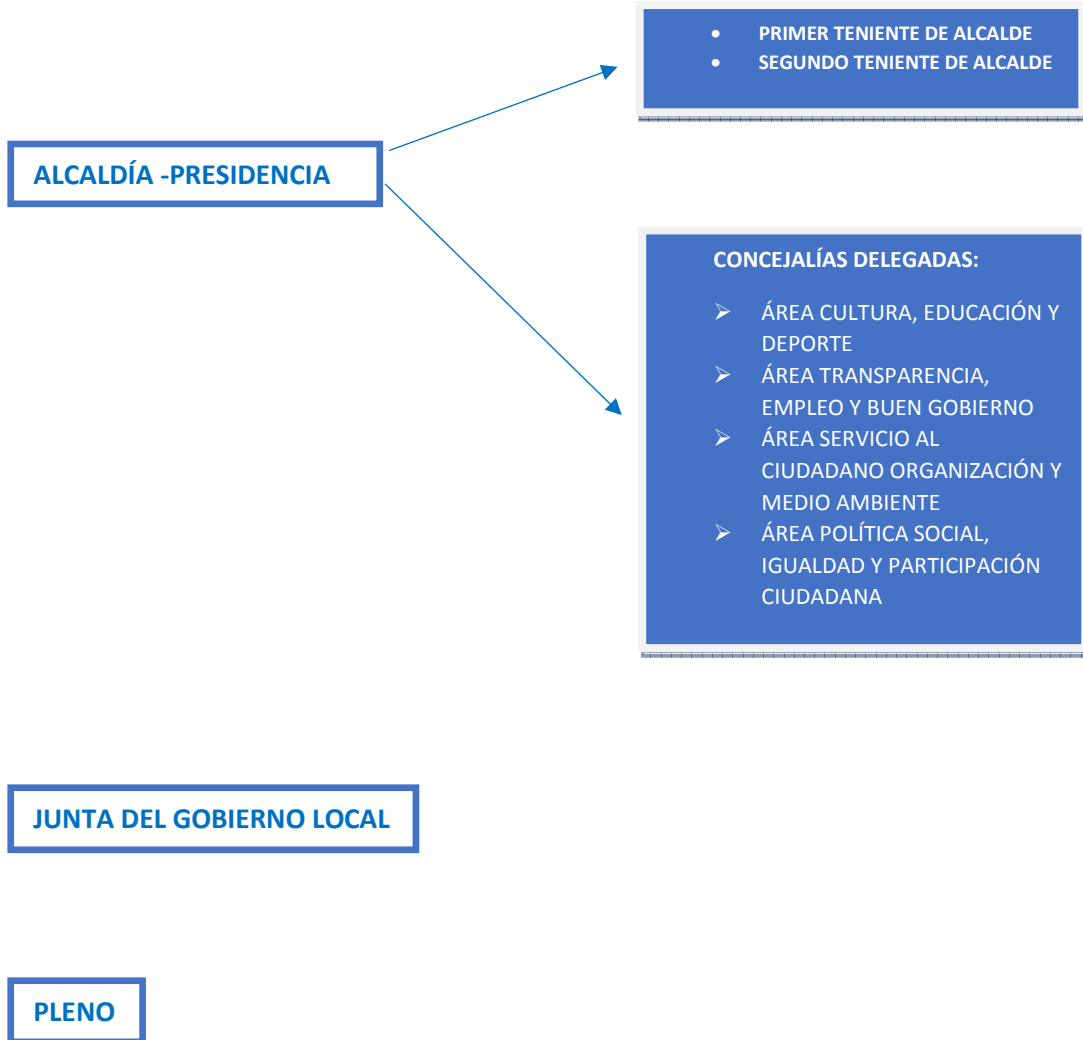 • PRIMER TENIENTE DE ALCALDE
• SEGUNDO TENIENTE DE ALCALDE
ALCALDÍA -PRESIDENCIA
CONCEJALÍAS DELEGADAS:
➢ ÁREA CULTURA, EDUCACIÓN Y
DEPORTE
➢ ÁREA TRANSPARENCIA,
EMPLEO Y BUEN GOBIERNO
➢ ÁREA SERVICIO AL
CIUDADANO ORGANIZACIÓN Y
MEDIO AMBIENTE
➢ ÁREA POLÍTICA SOCIAL,
IGUALDAD Y PARTICIPACIÓN
CIUDADANA
JUNTA DEL GOBIERNO LOCAL
PLENO